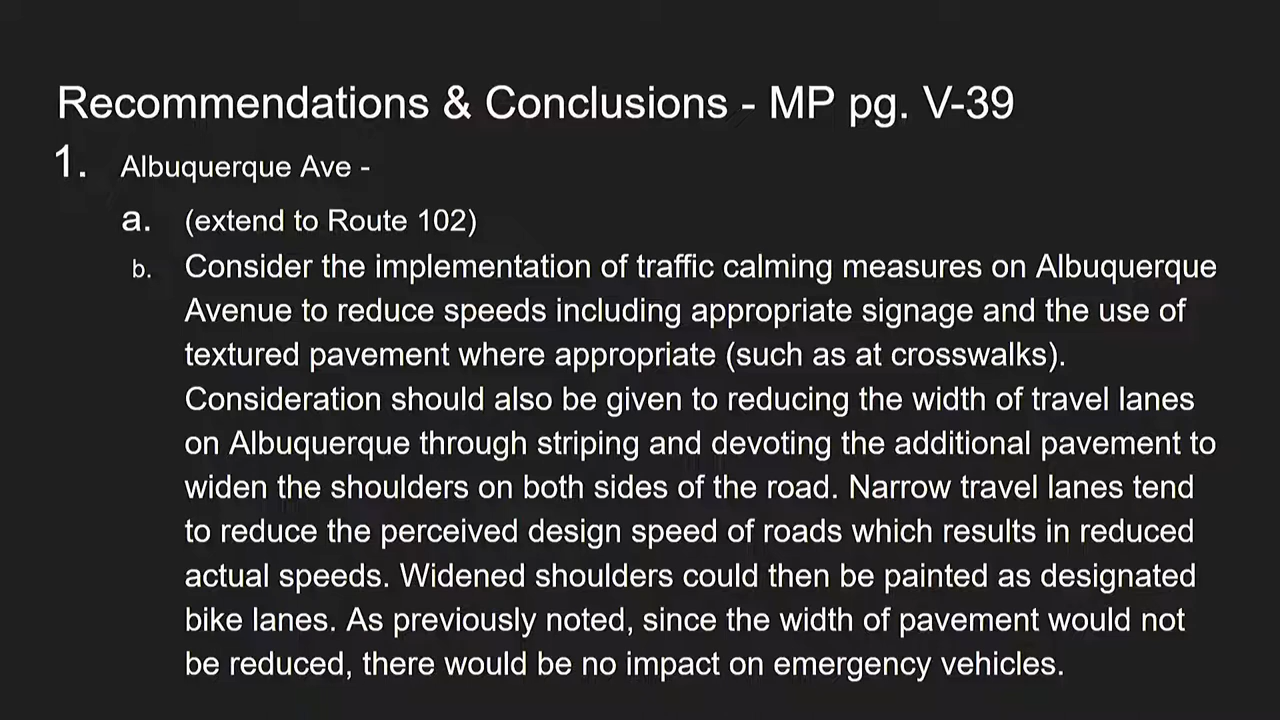 Recommendations & Conclusions - MP pg. V-39
1. Albuquerque Ave -
a. (extend to Route 102)
b. Consider the implementation of traffic calming measures on Albuquerque
Avenue to reduce speeds including appropriate signage and the use of
textured pavement where appropriate (such as at crosswalks).
Consideration should also be given to reducing the width of travel lanes
on Albuquerque through striping and devoting the additional pavement to
widen the shoulders on both sides of the road. Narrow travel lanes tend
to reduce the perceived design speed of roads which results in reduced
actual speeds. Widened shoulders could then be painted as designated
bike lanes. As previously noted, since the width of pavement would not
be reduced, there would be no impact on emergency vehicles.